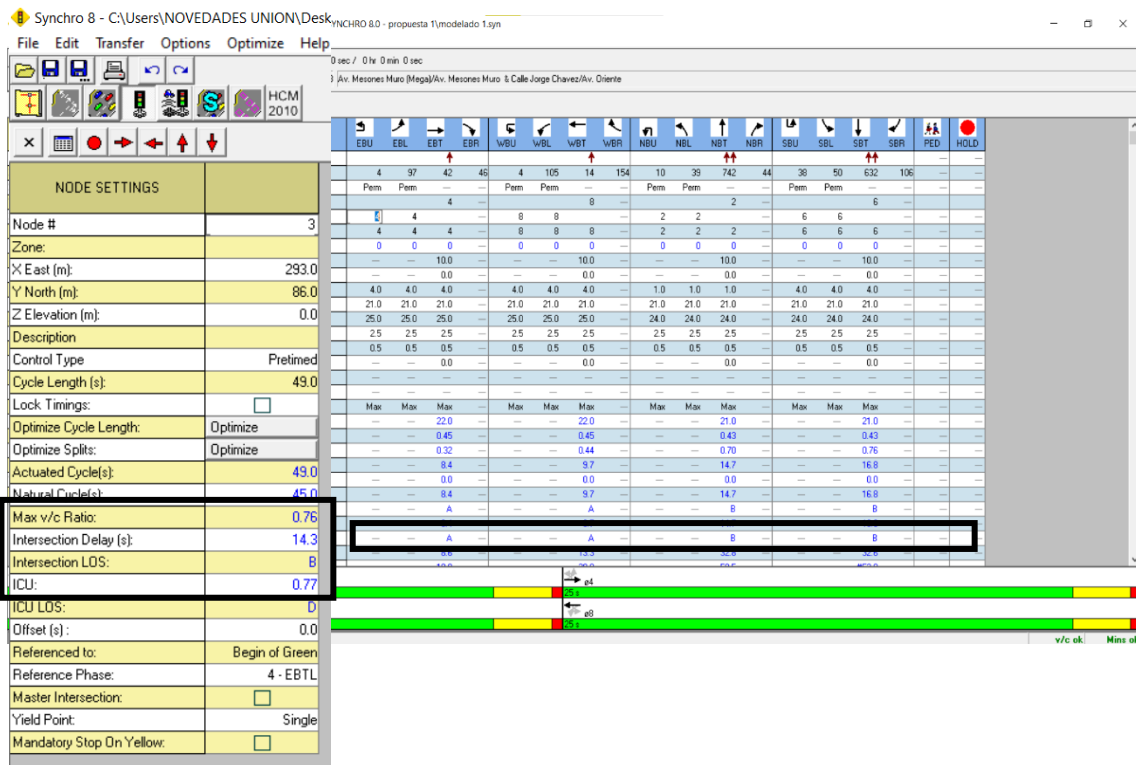 Synchro 8 - C:\Users\NOVEDADES UNION\Desk
YNCHRO 8.0 - propuesta 1\modelado 1.syn
File Edit Transfer Options Optimize Help
0 sec / 0 hr 0 min 0 sec
Av. Mesones Muro (Mega)/Av. Mesones Muro & Calle Jorge Chavez/Av. Oriente
HCM
2010
NODE SETTINGS
Node # 3
Zone:
X East (m): 293.0
Y North (m): 86.0
Z Elevation (m): 0.0
Description
Control Type Pretimed
Cycle Length (s): 49.0
Lock Timings:
Optimize Cycle Length: Optimize
Optimize Splits: Optimize
Actuated Cycle(s): 49.0
Natural Cycle(s): 45.0
Max v/c Ratio: 0.76
Intersection Delay (s): 14.3
Intersection LOS: B
ICU: 0.77
ICU LOS: D
Offset (s) : 0.0
Referenced to: Begin of Green
Reference Phase: 4 - EBTL
Master Intersection:
Yield Point: Single
Mandatory Stop On Yellow:
EBU EBL EBT EBR WBU WBL WBT WBR NBU NBL NBT NBR SBU SBL SBT SBR PED HOLD
4 97 42 46 4 105 14 154 10 39 742 44 38 50 632 106 — —
Perm Perm — — Perm Perm — — Perm Perm — — Perm Perm — — — —
4 — 8 — 2 — 6 — — —
4 4 — 8 8 — 2 2 — 6 6 — — —
4 4 4 — 8 8 8 — 2 2 2 — 6 6 6 — — —
0 0 0 — 0 0 0 — 0 0 0 — 0 0 0 — — —
— — 10.0 — — — 10.0 — — — 10.0 — — — 10.0 — — —
— — 0.0 — — — 0.0 — — — 0.0 — — — 0.0 — — —
4.0 4.0 4.0 — 4.0 4.0 4.0 — 1.0 1.0 1.0 — 4.0 4.0 4.0 — — —
21.0 21.0 21.0 — 21.0 21.0 21.0 — 21.0 21.0 21.0 — 21.0 21.0 21.0 — — —
25.0 25.0 25.0 — 25.0 25.0 25.0 — 24.0 24.0 24.0 — 24.0 24.0 24.0 — — —
2.5 2.5 2.5 — 2.5 2.5 2.5 — 2.5 2.5 2.5 — 2.5 2.5 2.5 — — —
0.5 0.5 0.5 — 0.5 0.5 0.5 — 0.5 0.5 0.5 — 0.5 0.5 0.5 — — —
— — 0.0 — — — 0.0 — — — 0.0 — — — 0.0 — — —
— — — — — — — — — — — — — — — — — —
— — — — — — — — — — — — — — — — — —
Max Max Max — Max Max Max — Max Max Max — Max Max Max — — —
— — 22.0 — — — 22.0 — — — 21.0 — — — 21.0 — — —
— — 0.45 — — — 0.45 — — — 0.43 — — — 0.43 — — —
— — 0.32 — — — 0.44 — — — 0.70 — — — 0.76 — — —
— — 8.4 — — — 9.7 — — — 14.7 — — — 16.8 — — —
— — 0.0 — — — 0.0 — — — 0.0 — — — 0.0 — — —
— — 8.4 — — — 9.7 — — — 14.7 — — — 16.8 — — —
— — A — — — A — — — B — — — B — — —
— — A — — — A — — — B — — — B — — —
— — 8.6 — — — 13.3 — — — 32.8 — — — 32.6 — — —
ø4
25 s
ø8
25 s
v/c ok Mins ok